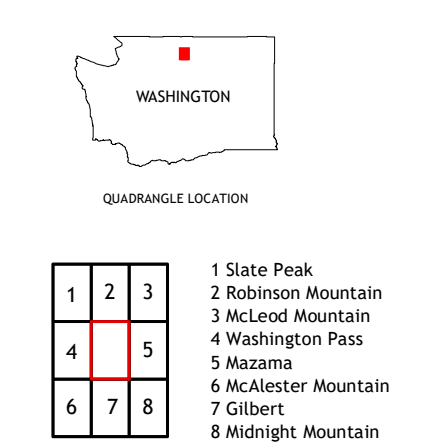 WASHINGTON
QUADRANGLE LOCATION
1 2 3
4 5
6 7 8
1 Slate Peak
2 Robinson Mountain
3 McLeod Mountain
4 Washington Pass
5 Mazama
6 McAlester Mountain
7 Gilbert
8 Midnight Mountain